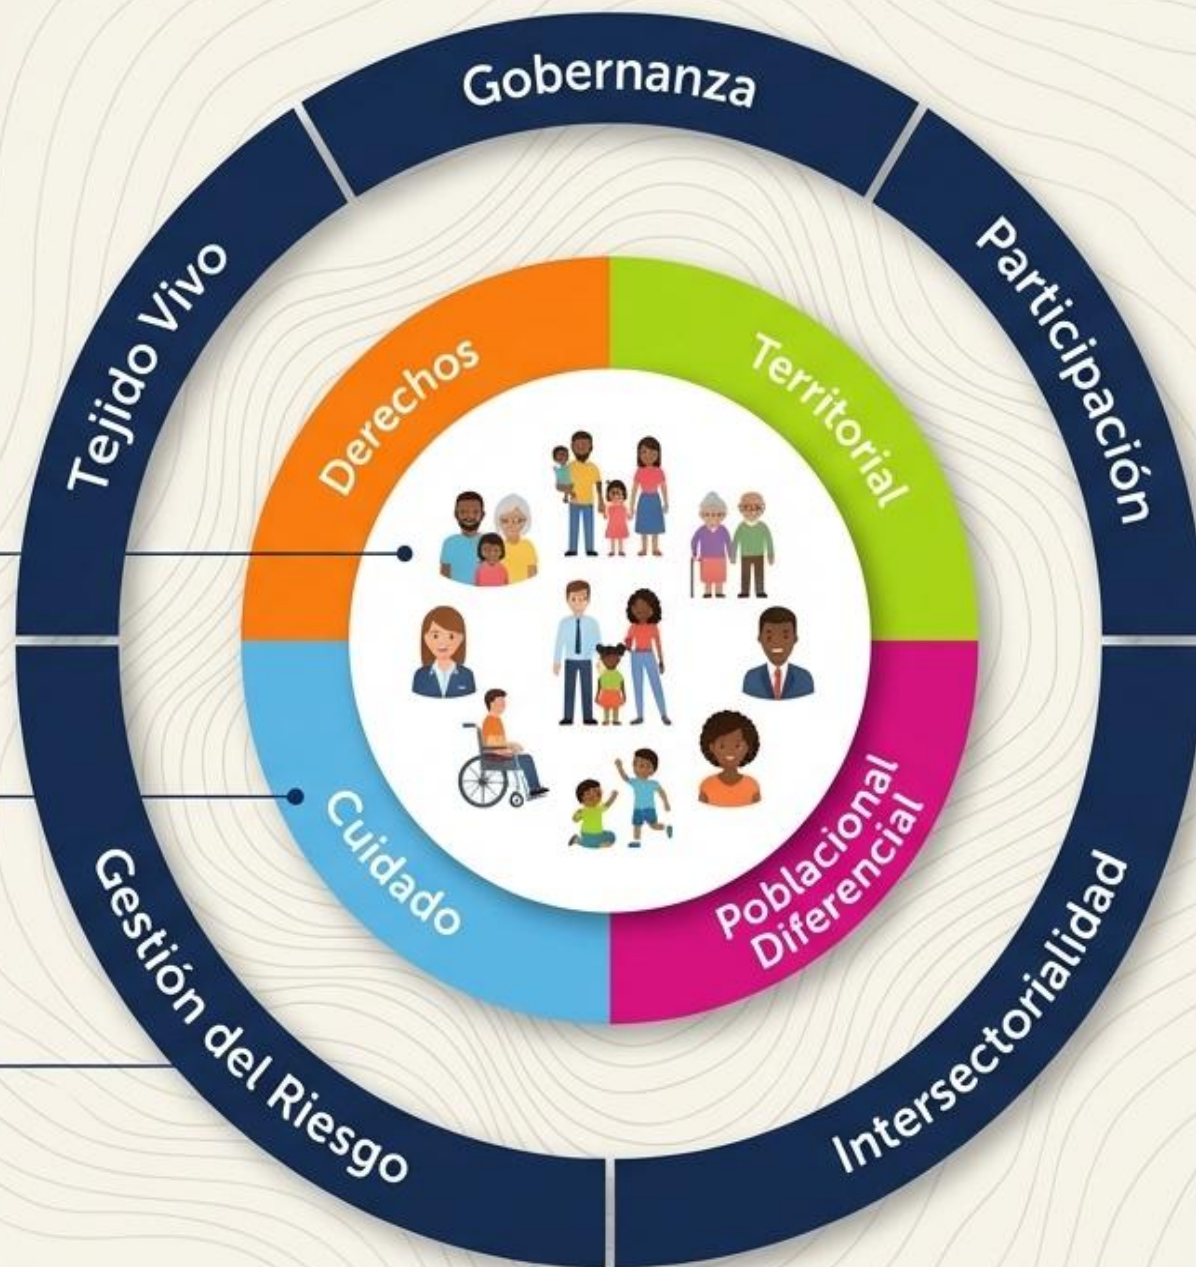 Gobernanza
Tejido Vivo
Participación
Derechos
Territorial
Cuidado
Poblacional
Diferencial
Gestión del Riesgo
Intersectorialidad